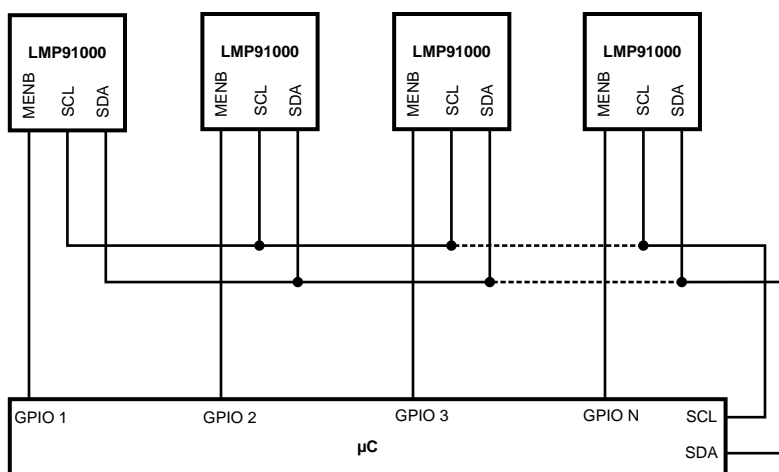 LMP91000
LMP91000
LMP91000
LMP91000
MENB
SCL
SDA
MENB
SCL
SDA
MENB
SCL
SDA
MENB
SCL
SDA
GPIO 1
GPIO 2
GPIO 3
GPIO N
SCL
µC
SDA